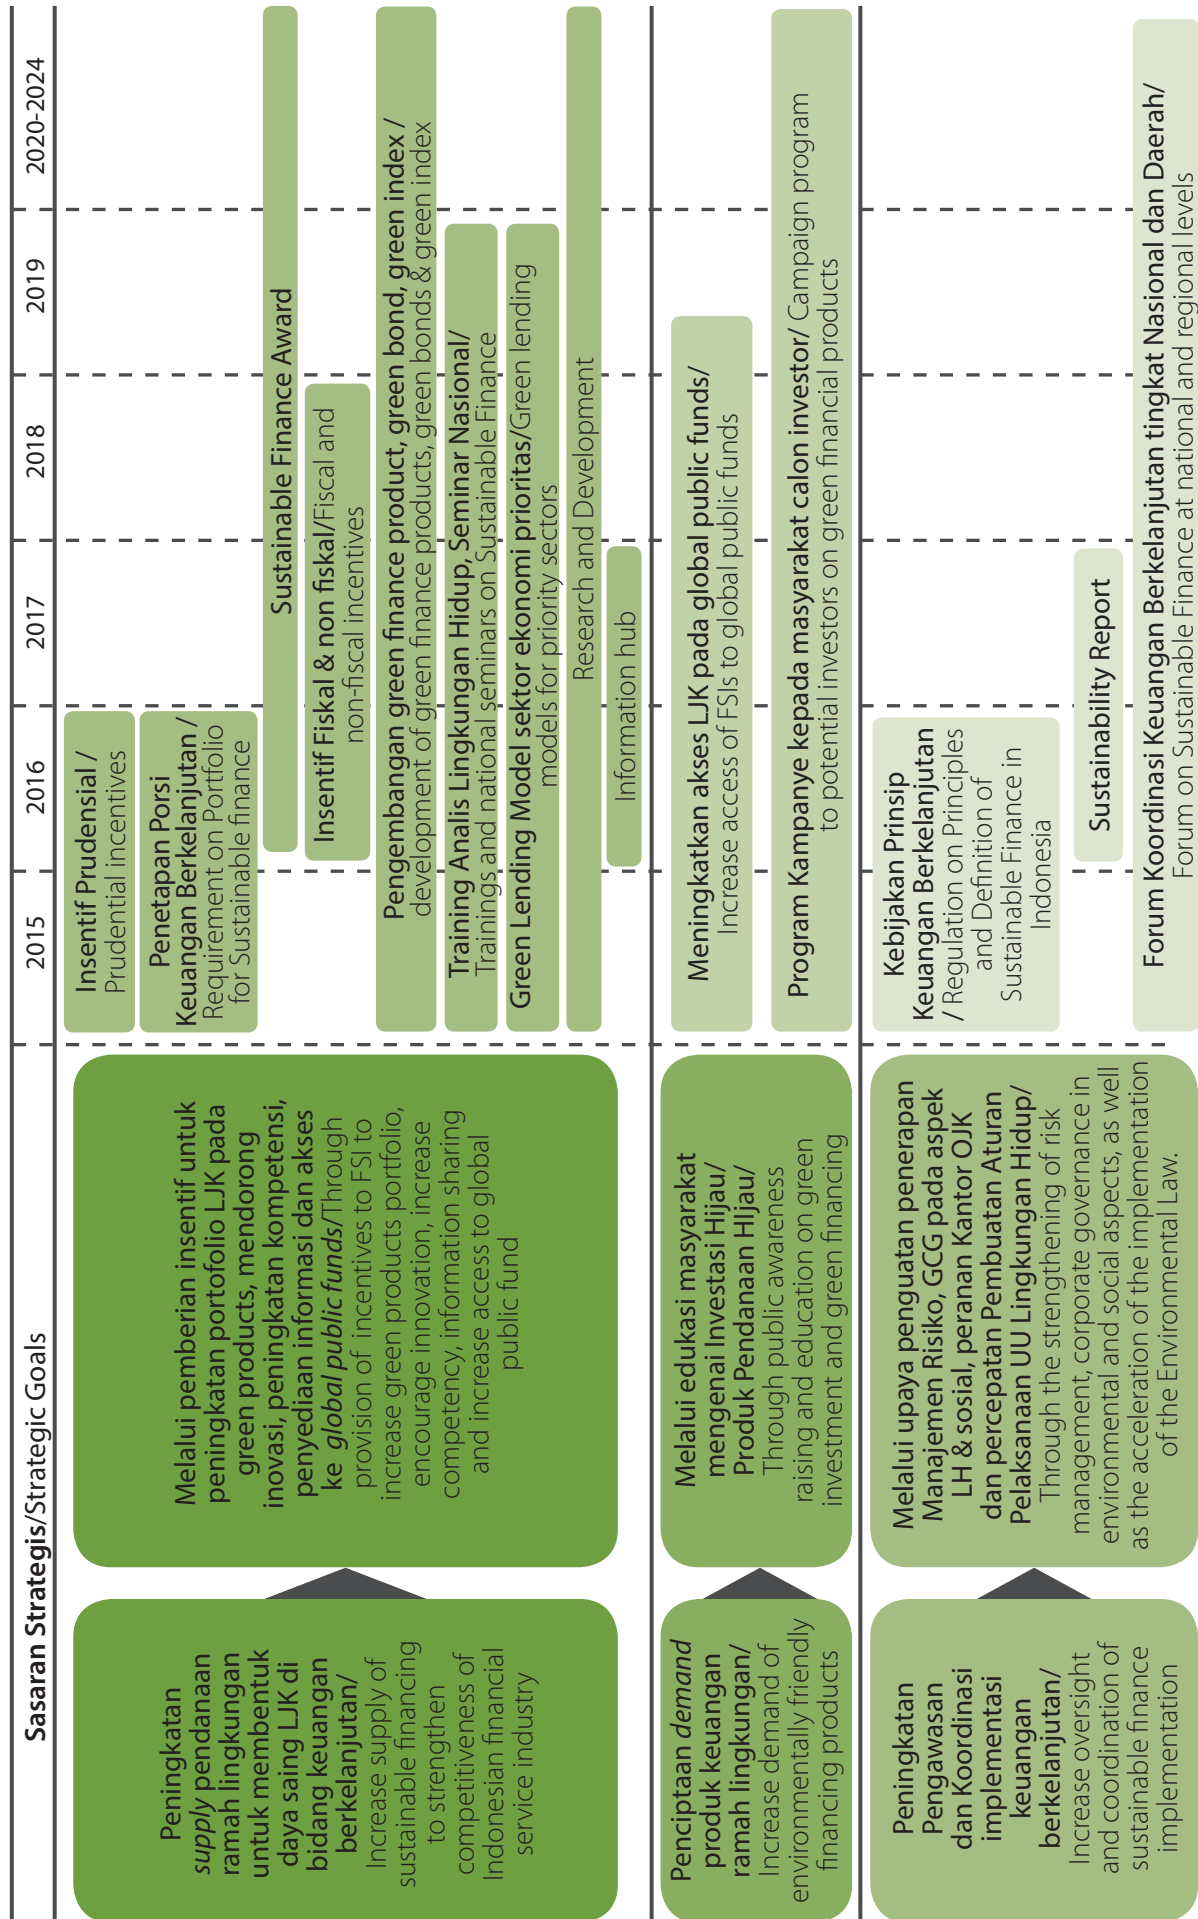 Sasaran Strategis/Strategic Goals
2015
2016
2017
2018
2019
2020-2024
Peningkatan
supply pendanaan
ramah lingkungan
untuk membentuk
daya saing LJK di
bidang keuangan
berkelanjutan/
Increase supply of
sustainable financing
to strengthen
competitiveness of
Indonesian financial
service industry
Melalui pemberian insentif untuk
peningkatan portofolio LJK pada
green products, mendorong
inovasi, peningkatan kompetensi,
penyediaan informasi dan akses
ke global public funds/Through
provision of incentives to FSI to
increase green products portfolio,
encourage innovation, increase
competency, information sharing
and increase access to global
public fund
Insentif Prudensial /
Prudential incentives
Penetapan Porsi
Keuangan Berkelanjutan /
Requirement on Portfolio
for Sustainable finance
Sustainable Finance Award
Insentif Fiskal & non fiskal/Fiscal and
non-fiscal incentives
Pengembangan green finance product, green bond, green index /
development of green finance products, green bonds & green index
Training Analis Lingkungan Hidup, Seminar Nasional/
Trainings and national seminars on Sustainable Finance
Green Lending Model sektor ekonomi prioritas/Green lending
models for priority sectors
Research and Development
Information hub
Penciptaan demand
produk keuangan
ramah lingkungan/
Increase demand of
environmentally friendly
financing products
Melalui edukasi masyarakat
mengenai Investasi Hijau/
Produk Pendanaan HIjau/
Through public awareness
raising and education on green
investment and green financing
Meningkatkan akses LJK pada global public funds/
Increase access of FSIs to global public funds
Program Kampanye kepada masyarakat calon investor/ Campaign program
to potential investors on green financial products
Peningkatan
Pengawasan
dan Koordinasi
implementasi
keuangan
berkelanjutan/
Increase oversight
and coordination of
sustainable finance
implementation
Melalui upaya penguatan penerapan
Manajemen Risiko, GCG pada aspek
LH & sosial, peranan Kantor OJK
dan percepatan Pembuatan Aturan
Pelaksanaan UU Lingkungan Hidup/
Through the strengthening of risk
management, corporate governance in
environmental and social aspects, as well
as the acceleration of the implementation
of the Environmental Law.
Kebijakan Prinsip
Keuangan Berkelanjutan
/Regulation on Principles
and Definition of
Sustainable Finance in
Indonesia
Sustainability Report
Forum Koordinasi Keuangan Berkelanjutan tingkat Nasional dan Daerah/
Forum on Sustainable Finance at national and regional levels